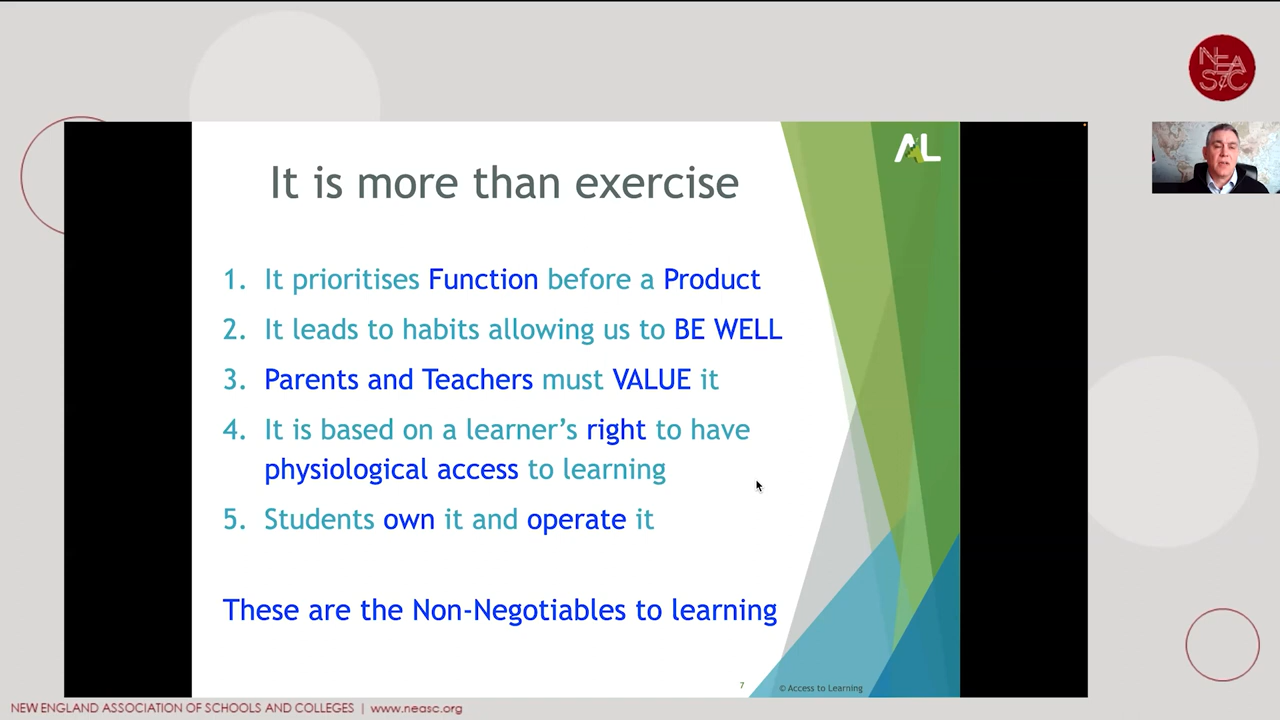 NEA
S&C
AL
It is more than exercise
1. It prioritises Function before a Product
2. It leads to habits allowing us to BE WELL
3. Parents and Teachers must VALUE it
4. It is based on a learner’s right to have
physiological access to learning
5. Students own it and operate it
These are the Non-Negotiables to learning
7
© Access to Learning
NEW ENGLAND ASSOCIATION OF SCHOOLS AND COLLEGES | www.neasc.org